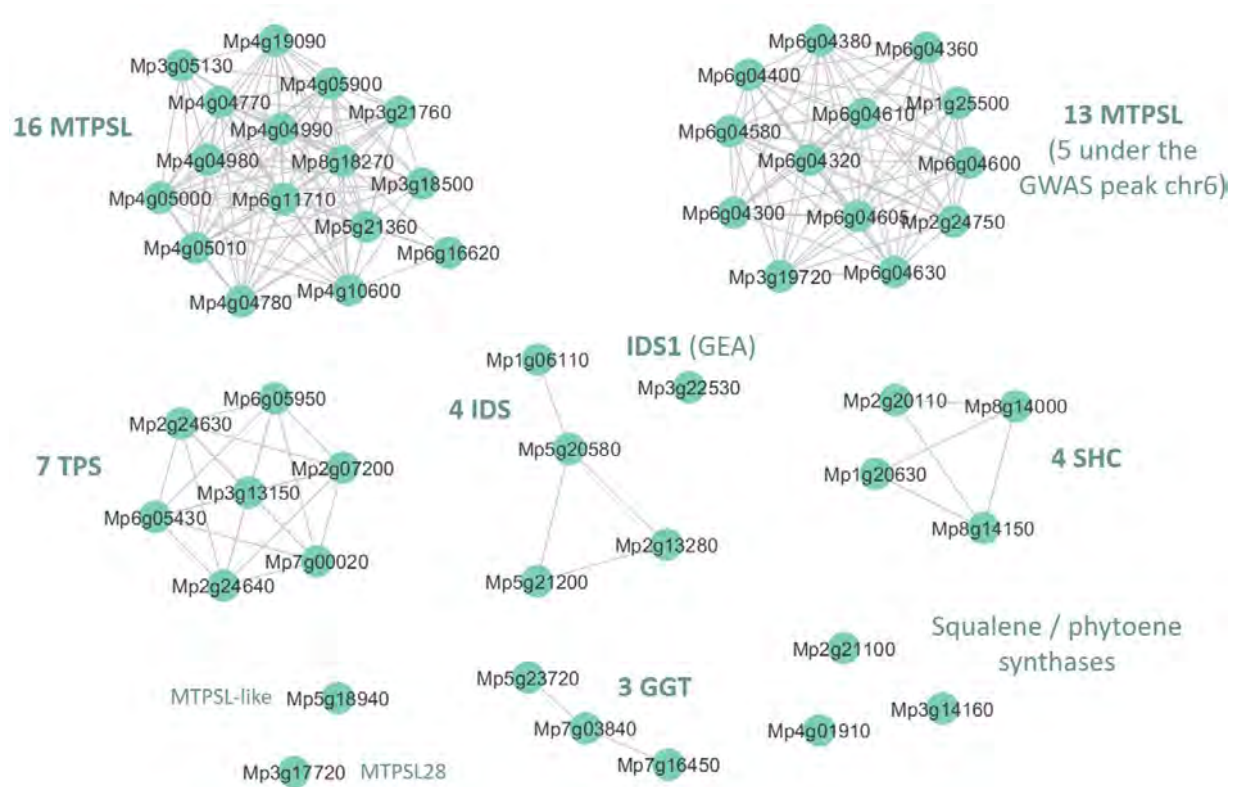 16 MTPSL
Mp4g19090
Mp3g05130
Mp4g05900
Mp4g04770
Mp3g21760
Mp4g04990
Mp4g04980
Mp8g18270
Mp3g18500
Mp4g05000
Mp6g11710
Mp5g21360
Mp4g05010
Mp6g16620
Mp4g04780
Mp4g10600
13 MTPSL
(5 under the
GWAS peak chr6)
Mp6g04380
Mp6g04360
Mp6g04400
Mp1g25500
Mp6g04610
Mp6g04580
Mp6g04320
Mp6g04600
Mp6g04300
Mp6g04605
Mp2g24750
Mp3g19720
Mp6g04630
7 TPS
Mp6g05950
Mp2g24630
Mp2g07200
Mp3g13150
Mp6g05430
Mp7g00020
Mp2g24640
4 IDS
Mp1g06110
Mp5g20580
Mp2g13280
Mp5g21200
IDS1 (GEA)
Mp3g22530
4 SHC
Mp2g20110
Mp8g14000
Mp1g20630
Mp8g14150
MTPSL-like Mp5g18940
Mp3g17720 MTPSL28
3 GGT
Mp5g23720
Mp7g03840
Mp7g16450
Squalene / phytoene
synthases
Mp2g21100
Mp3g14160
Mp4g01910